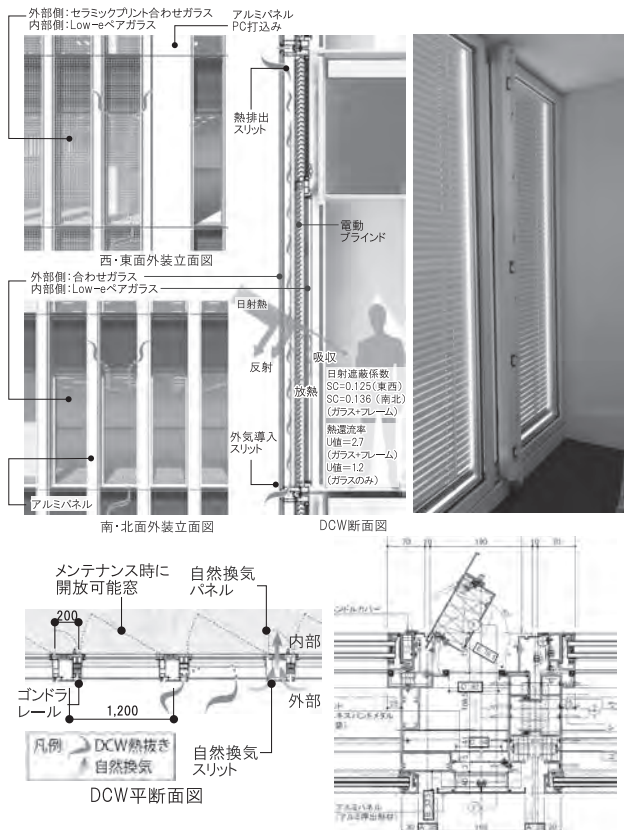 外部側:セラミックプリント合わせガラス
内部側:Low-eペアガラス
アルミパネル
PC打込み
熱排出
スリット
電動
ブラインド
西・東面外装立面図
外部側:合わせガラス
内部側:Low-eペアガラス
日射熱
反射
吸収
放熱
日射遮蔽係数
SC=0.125(東西)
SC=0.136(南北)
(ガラス+フレーム)
熱還流率
U値=2.7
(ガラス+フレーム)
U値=1.2
(ガラスのみ)
外気導入
スリット
アルミパネル
南・北面外装立面図
DCW断面図
メンテナンス時に
開放可能窓
自然換気
パネル
200
内部
外部
ゴンドラ
レール
1,200
自然換気
スリット
凡例
DCW熱抜き
自然換気
DCW平断面図
70
190
ンドルカバー
アルミパネル